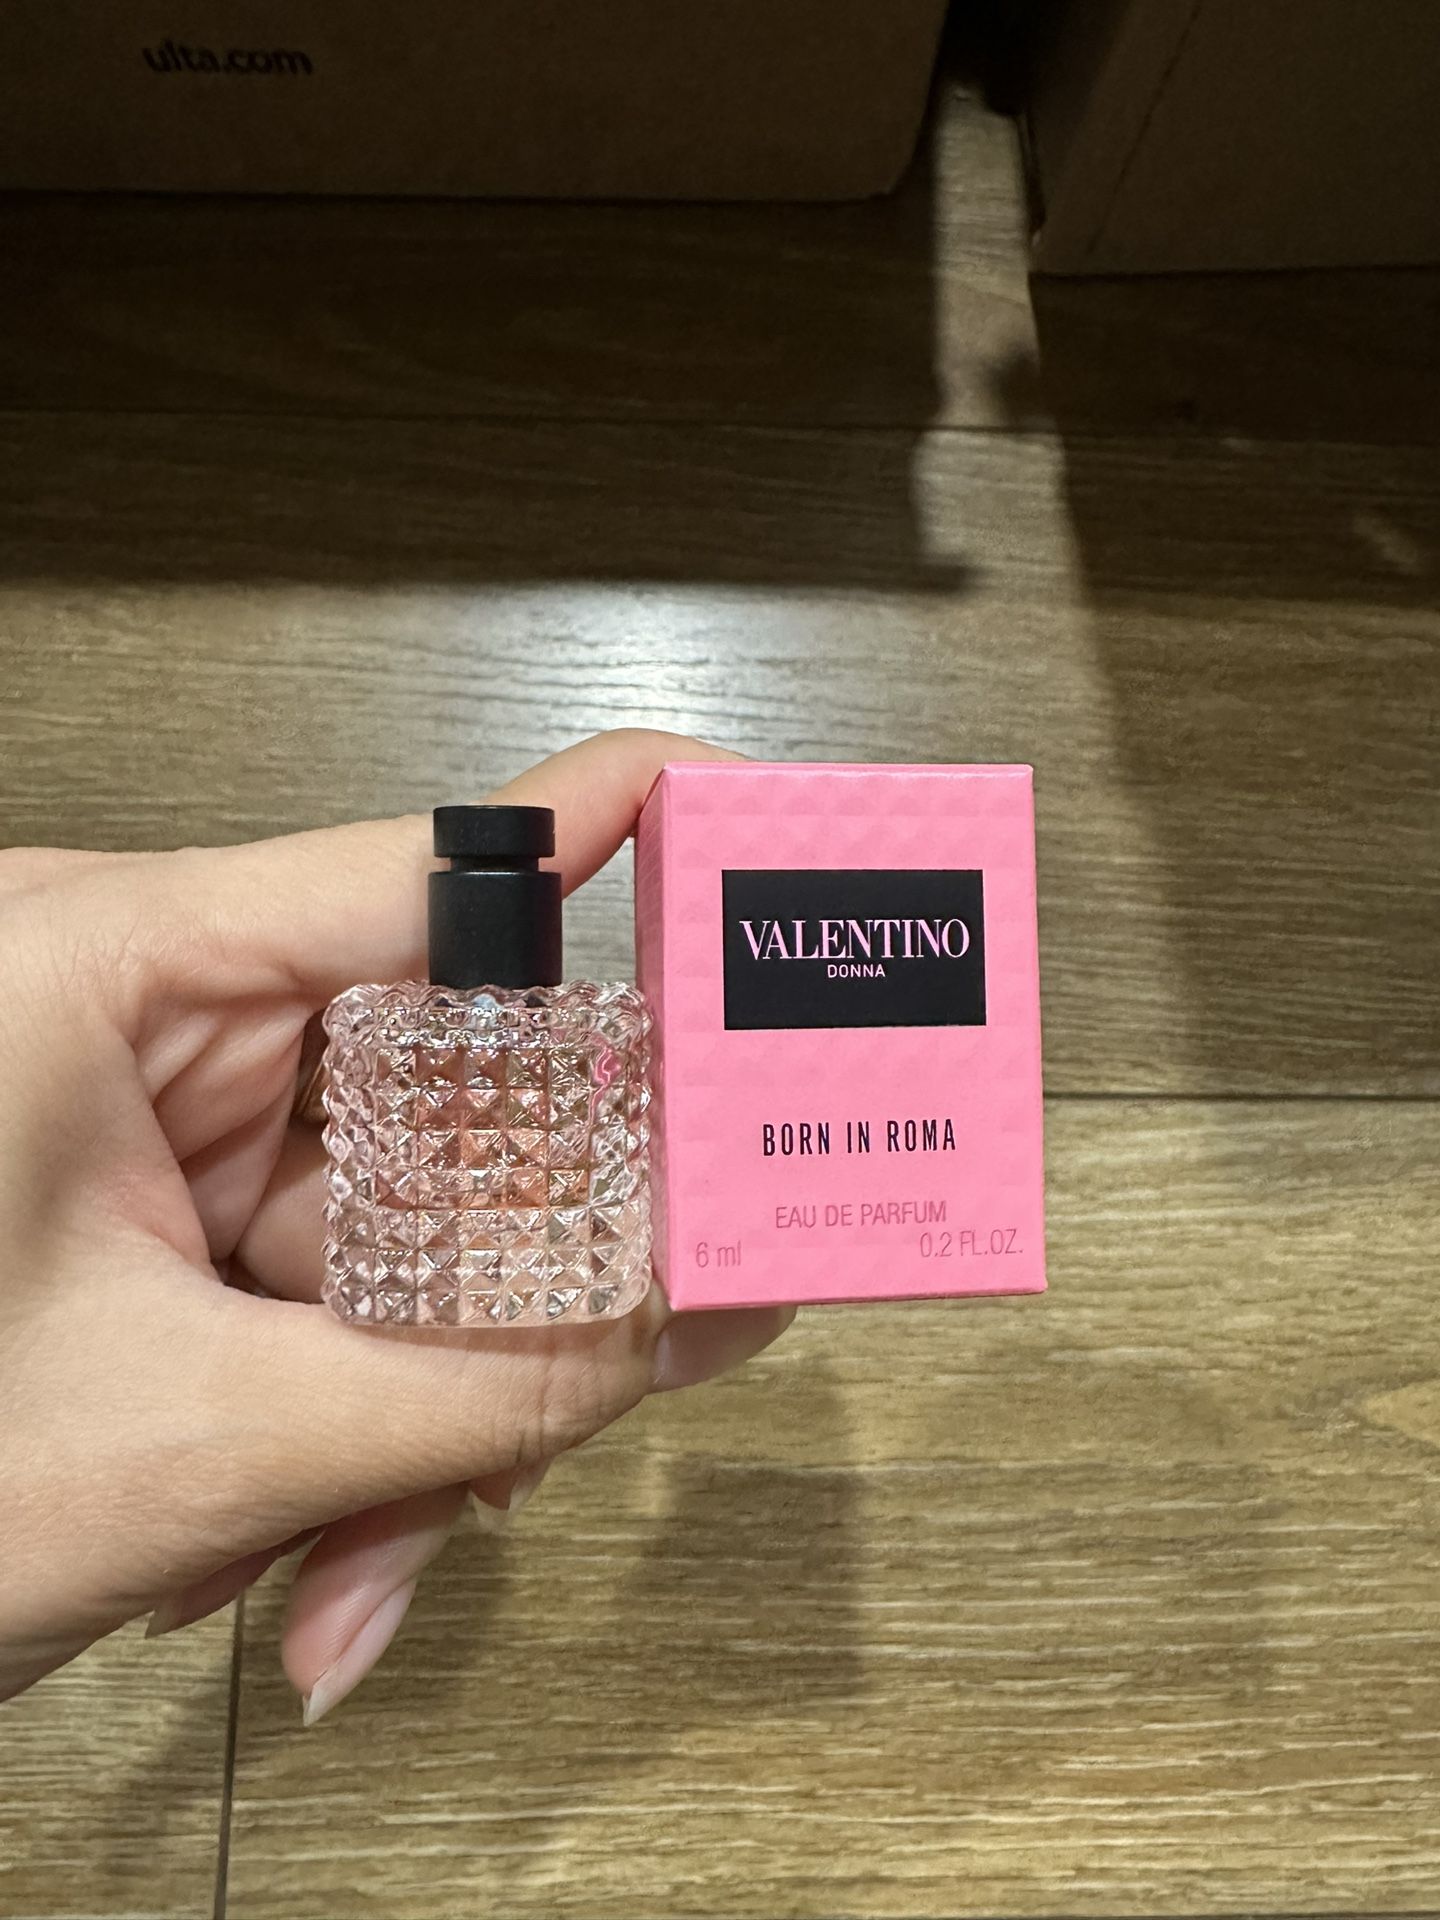 ulta.com
VALENTINO
DONNA
BORN IN ROMA
EAU DE PARFUM
6 ml 0.2 FL.OZ.